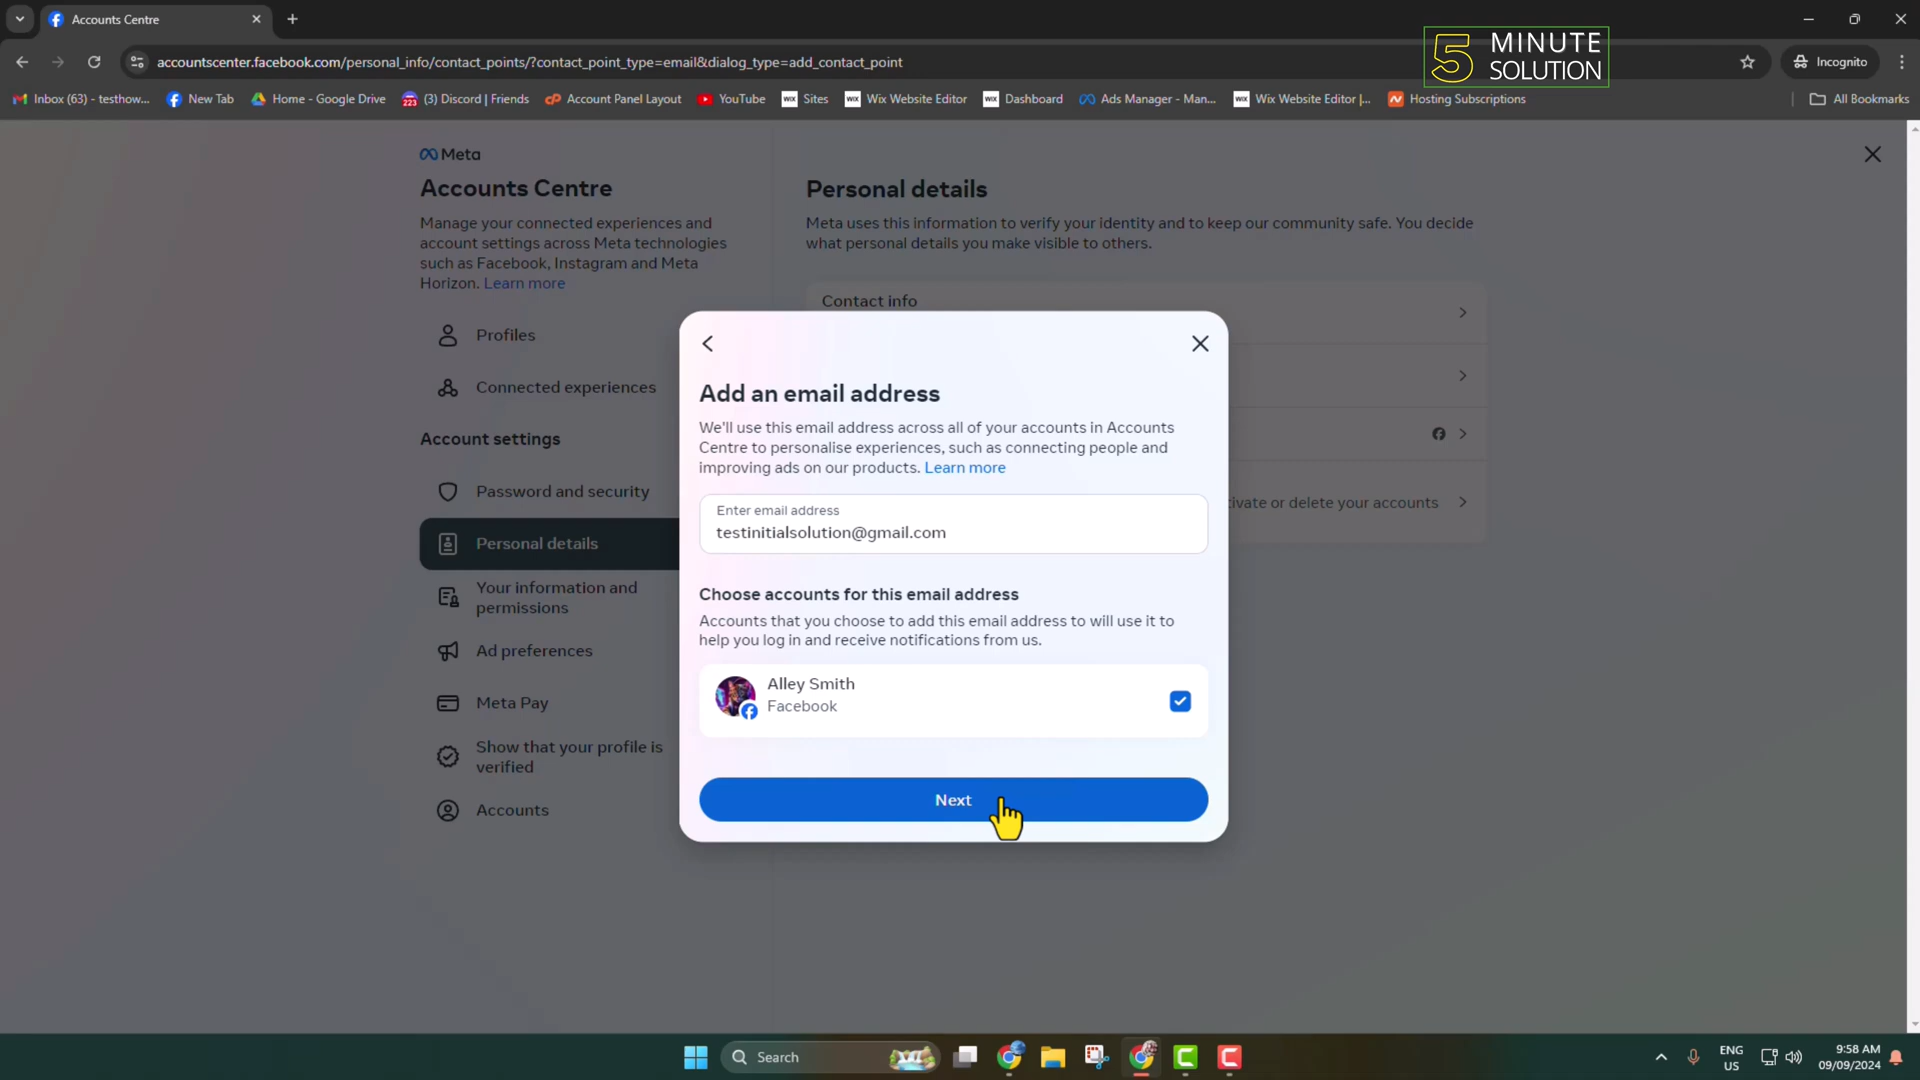 Accounts Centre
5 MINUTE
SOLUTION
accountscenter.facebook.com/personal_info/contact_points/?contact_point_type=email&dialog_type=add_contact_point
Incognito
Inbox (63) - testhow...
New Tab
Home - Google Drive
(3) Discord | Friends
Account Panel Layout
YouTube
Sites
Wix Website Editor
Dashboard
Ads Manager - Man...
Wix Website Editor |...
Hosting Subscriptions
All Bookmarks
Meta
Accounts Centre
Manage your connected experiences and
account settings across Meta technologies
such as Facebook, Instagram and Meta
Horizon. Learn more
Profiles
Connected experiences
Account settings
Password and security
Personal details
Your information and
permissions
Ad preferences
Meta Pay
Show that your profile is
verified
Accounts
Personal details
Meta uses this information to verify your identity and to keep our community safe. You decide
what personal details you make visible to others.
Contact info
ivate or delete your accounts
Add an email address
We'll use this email address across all of your accounts in Accounts
Centre to personalise experiences, such as connecting people and
improving ads on our products. Learn more
Enter email address
testinitialsolution@gmail.com
Choose accounts for this email address
Accounts that you choose to add this email address to will use it to
help you log in and receive notifications from us.
Alley Smith
Facebook
Next
Search
ENG
US
9:58 AM
09/09/2024